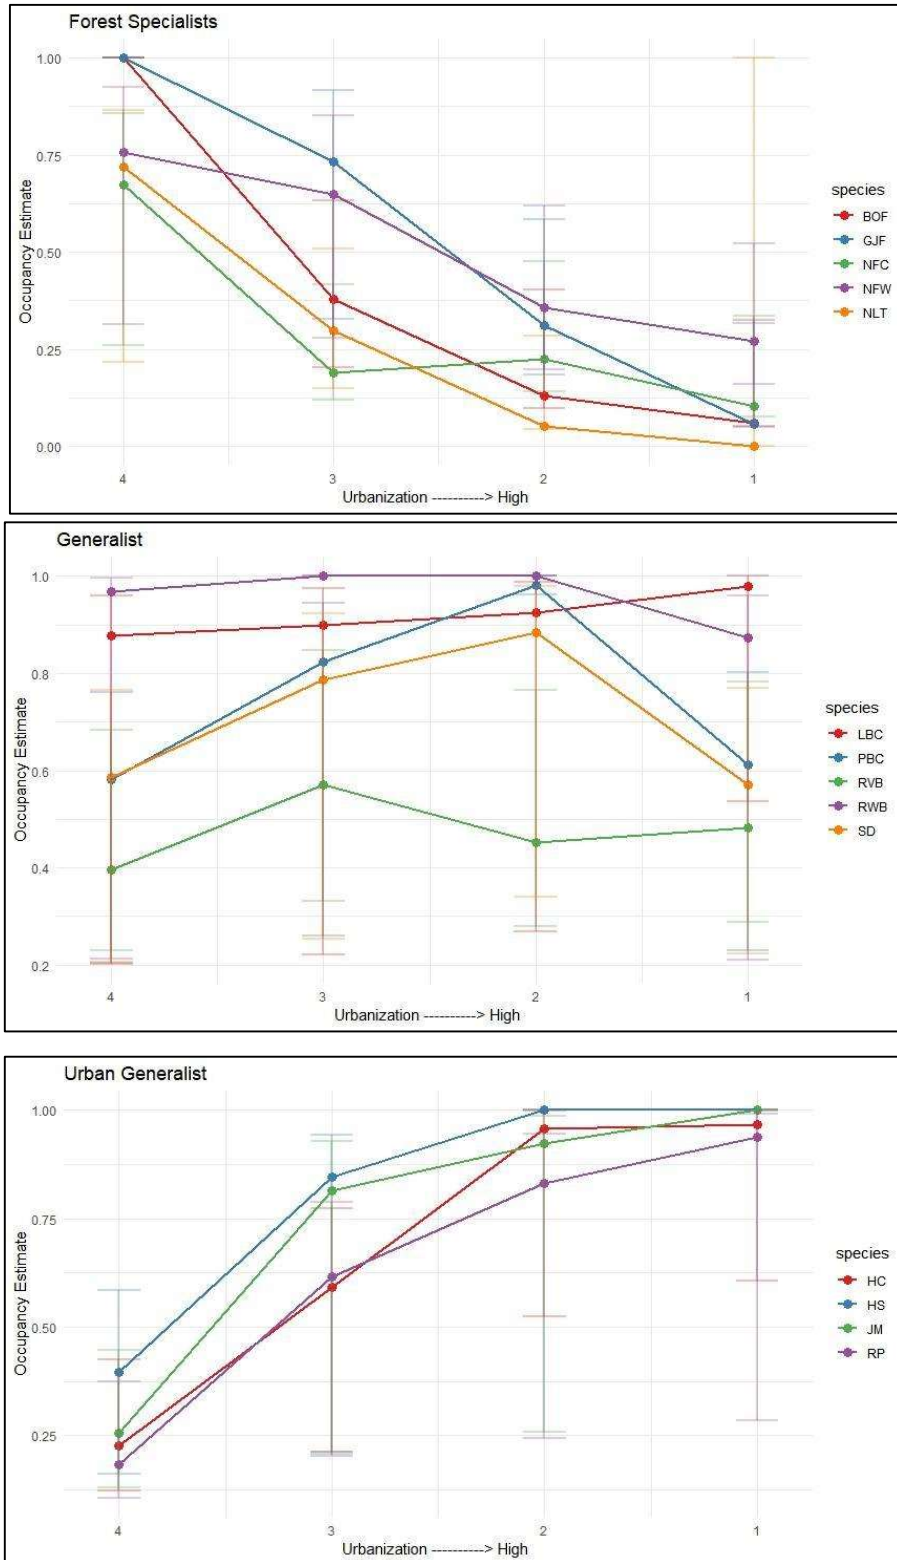 Forest Specialists
1.00
0.75
0.50
0.25
0.00
Occupancy Estimate
4 3 2 1
Urbanization ----------> High
species
BOF
GJF
NFC
NFW
NLT
Generalist
1.0
0.8
0.6
0.4
0.2
Occupancy Estimate
4 3 2 1
Urbanization ----------> High
species
LBC
PBC
RVB
RWB
SD
Urban Generalist
1.00
0.75
0.50
0.25
Occupancy Estimate
4 3 2 1
Urbanization ----------> High
species
HC
HS
JM
RP